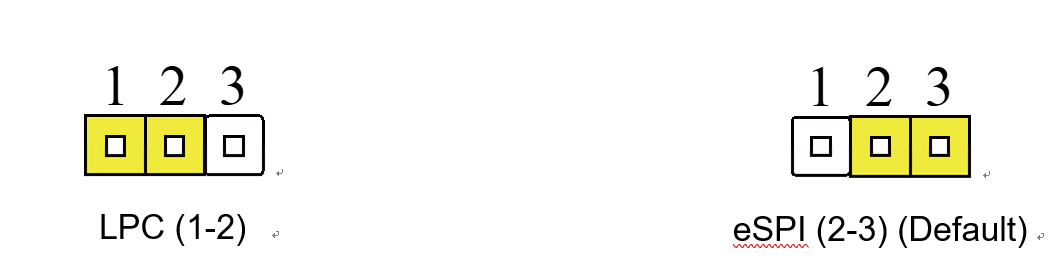 1 2 3
1 2 3
LPC (1-2)
eSPI (2-3) (Default)